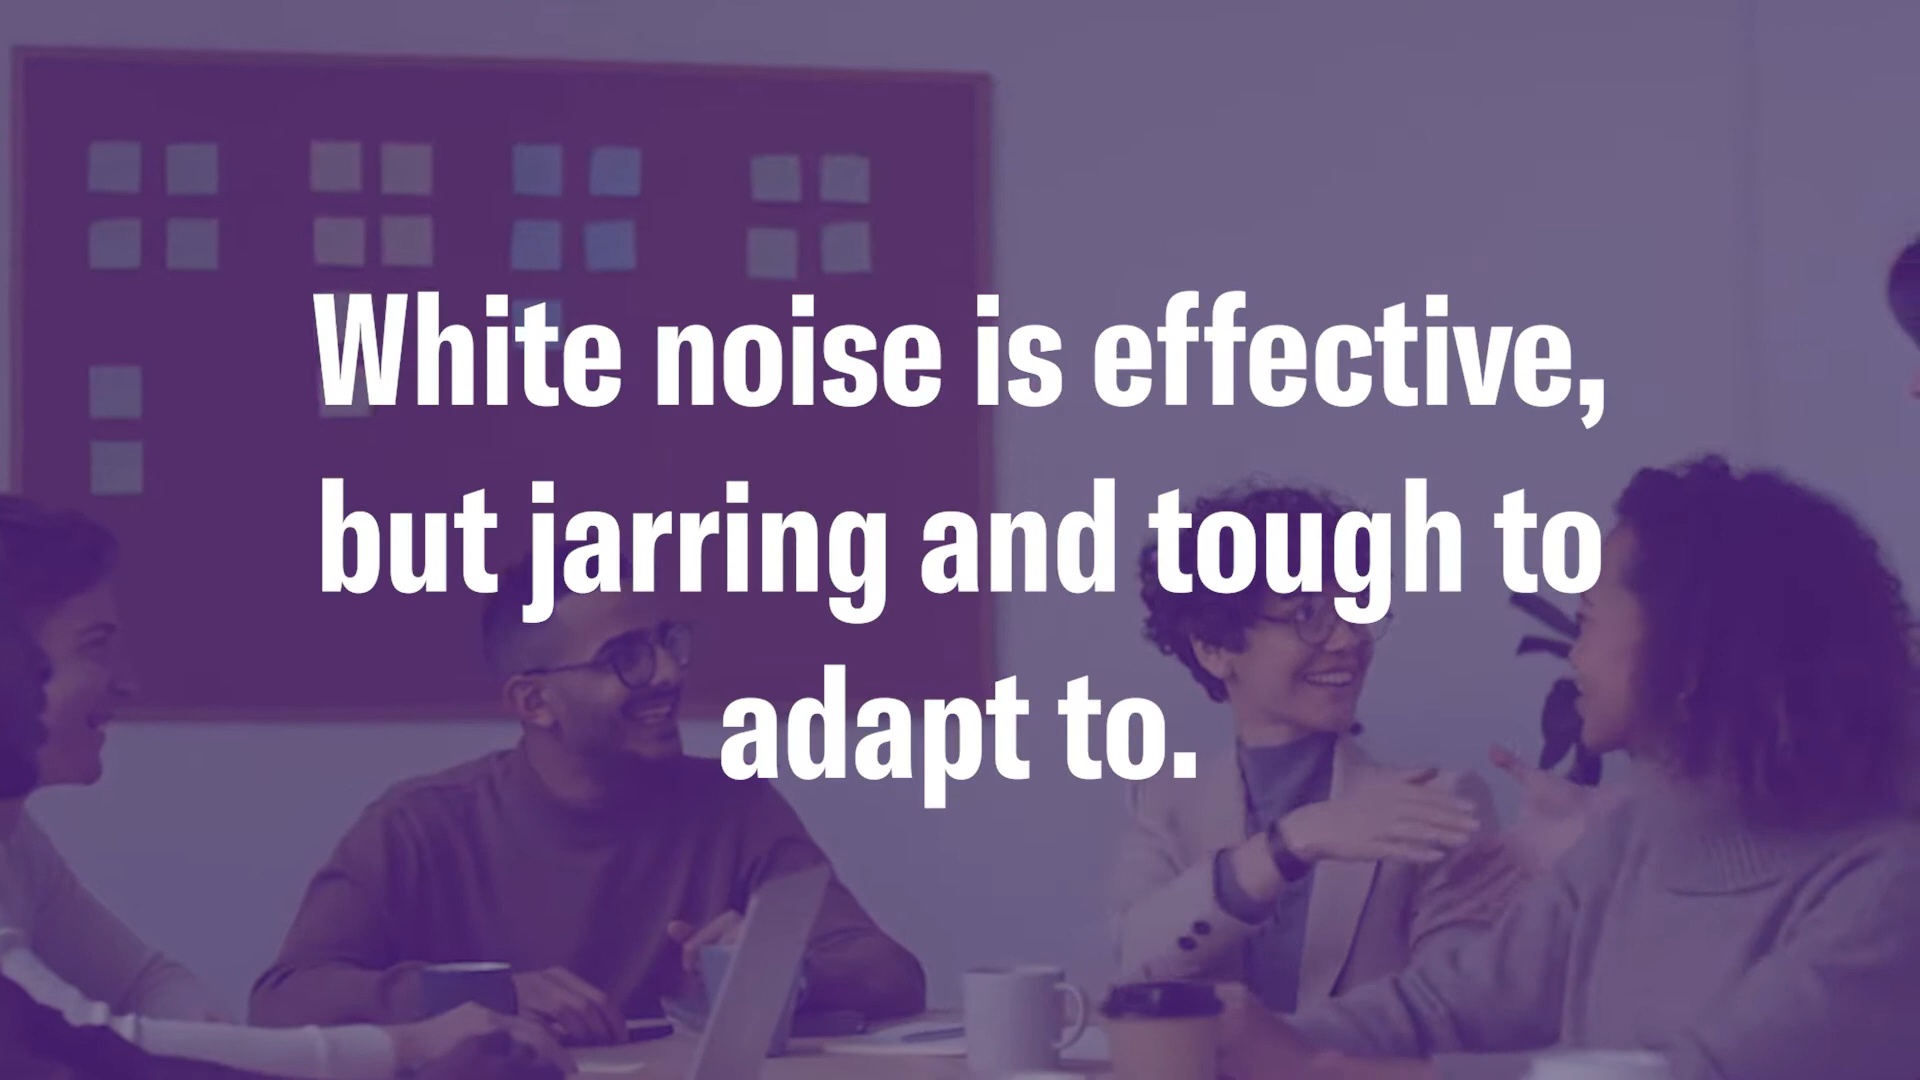 White noise is effective,
but jarring and tough to
adapt to.